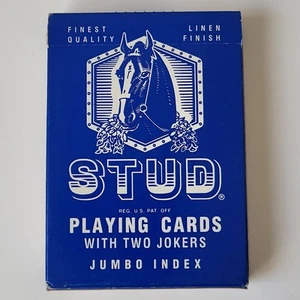 FINEST QUALITY
LINEN FINISH
STUD®
REG. U.S. PAT. OFF
PLAYING CARDS
WITH TWO JOKERS
JUMBO INDEX